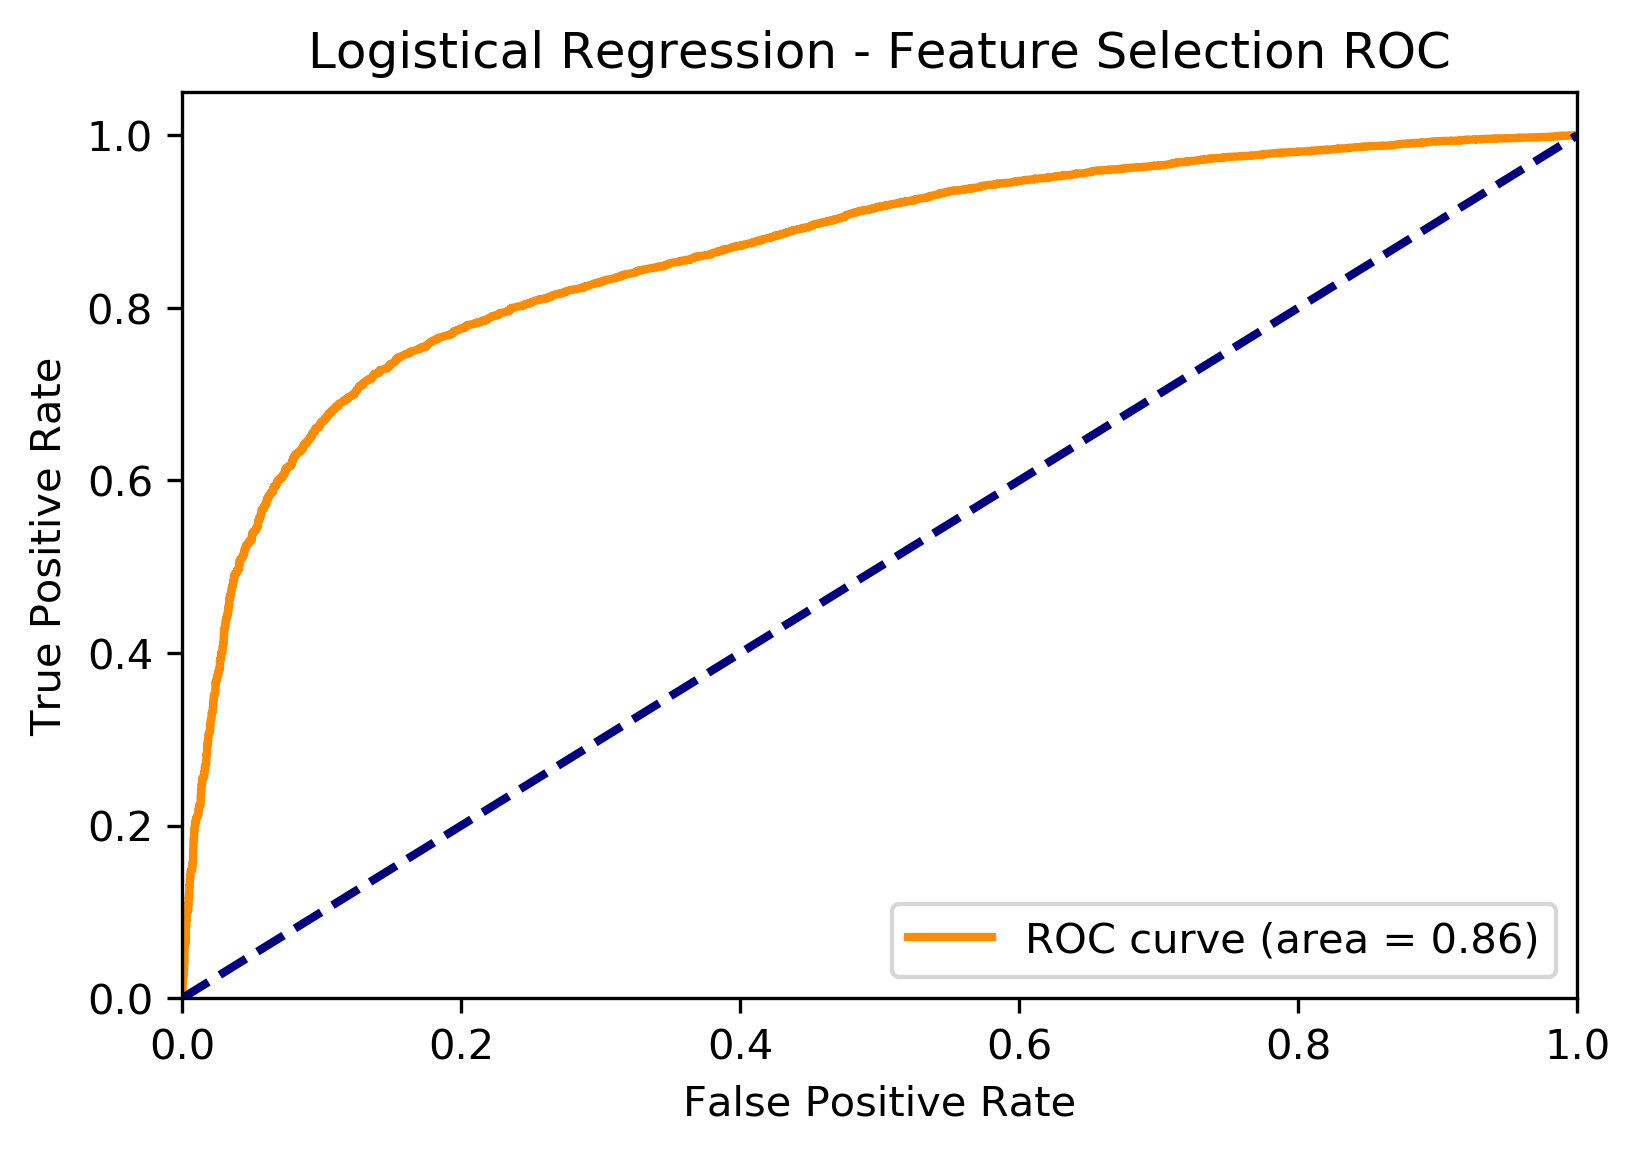 Logistical Regression - Feature Selection ROC
True Positive Rate
1.0
0.8
0.6
0.4
0.2
0.0
ROC curve (area = 0.86)
0.0 0.2 0.4 0.6 0.8 1.0
False Positive Rate